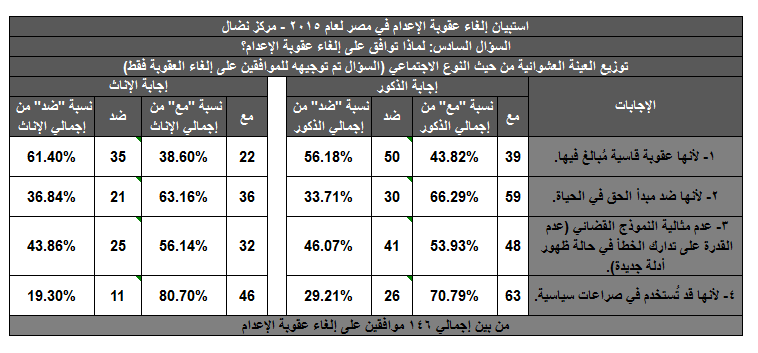 استبيان إلغاء عقوبة الإعدام في مصر لعام ٢٠١٥ - مركز نضال
السؤال السادس: لماذا توافق على إلغاء عقوبة الإعدام؟
توزيع العينة العشوائية من حيث النوع الاجتماعي (السؤال تم توجيهه للموافقين على إلغاء العقوبة فقط)
الإجابات
إجابة الذكور
إجابة الإناث
مع
نسبة "مع" من
إجمالي الذكور
ضد
نسبة "ضد" من
إجمالي الذكور
مع
نسبة "مع" من
إجمالي الإناث
ضد
نسبة "ضد" من
إجمالي الإناث
١- لأنها عقوبة قاسية مُبالغ فيها. 39 43.82% 50 56.18% 22 38.60% 35 61.40%
٢- لأنها ضد مبدأ الحق في الحياة. 59 66.29% 30 33.71% 36 63.16% 21 36.84%
٣- عدم مثالية النموذج القضائي (عدم
القدرة على تدارك الخطأ في حالة ظهور
أدلة جديدة). 48 53.93% 41 46.07% 32 56.14% 25 43.86%
٤- لأنها قد تُستخدم في صراعات سياسية. 63 70.79% 26 29.21% 46 80.70% 11 19.30%
من بين إجمالي ١٤٦ موافقين على إلغاء عقوبة الإعدام